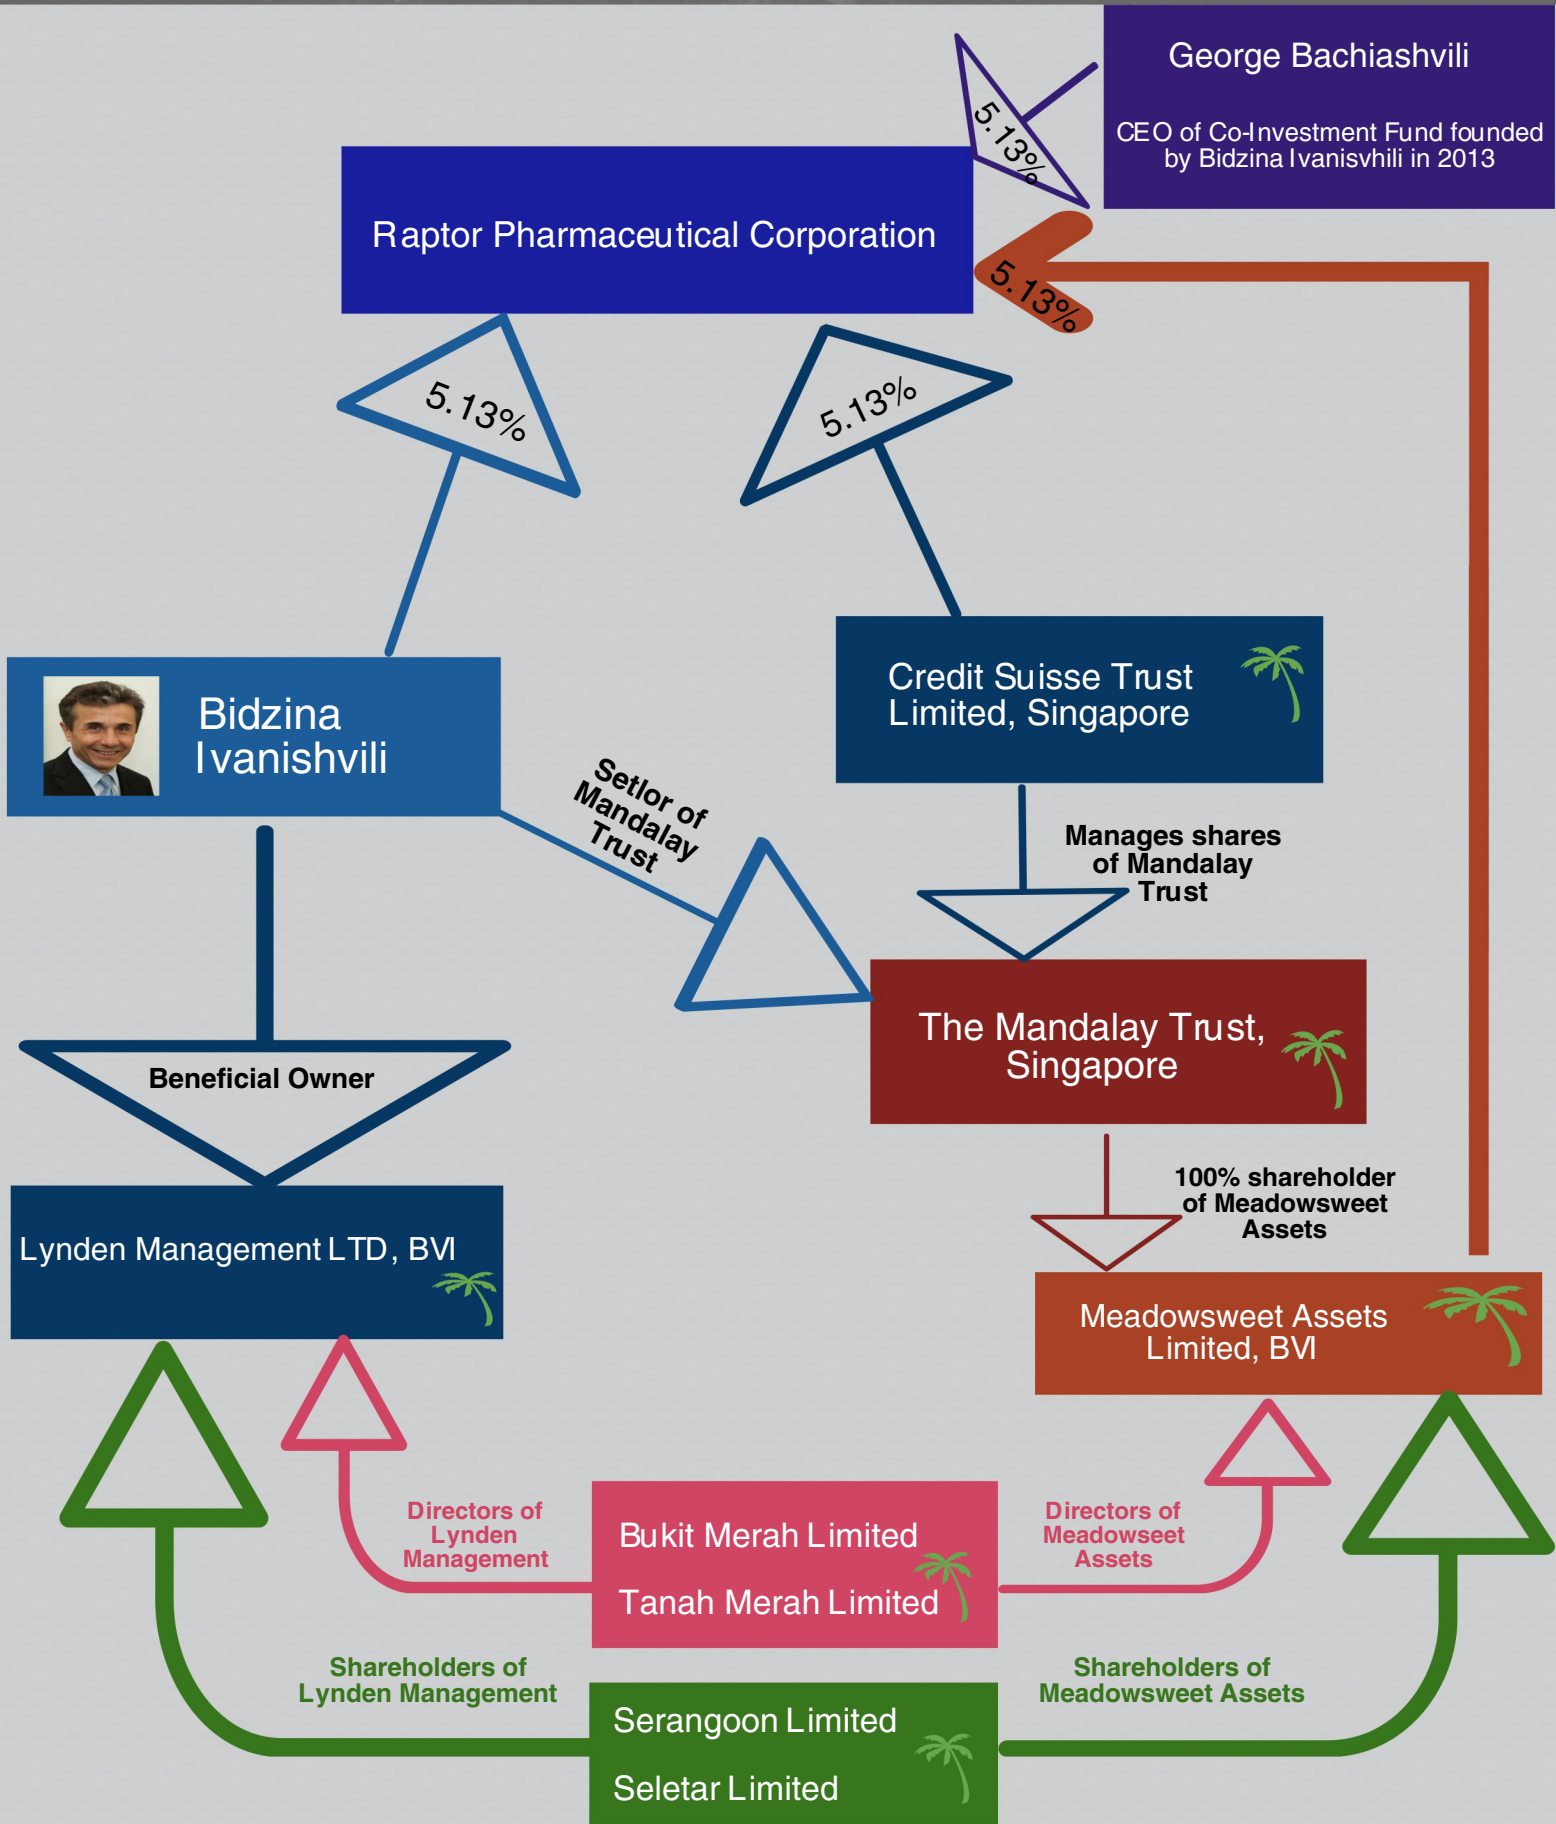 George Bachiashvili
CEO of Co-Investment Fund founded
by Bidzina Ivanisvhili in 2013
5.13%
Raptor Pharmaceutical Corporation
5.13%
5.13%
5.13%
Credit Suisse Trust
Limited, Singapore
Bidzina
Ivanishvili
Setlor of
Mandalay
Trust
Manages shares
of Mandalay
Trust
The Mandalay Trust,
Singapore
Beneficial Owner
100% shareholder
of Meadowsweet
Assets
Lynden Management LTD, BVI
Meadowsweet Assets
Limited, BVI
Directors of
Lynden
Management
Bukit Merah Limited
Tanah Merah Limited
Directors of
Meadowseet
Assets
Shareholders of
Lynden Management
Shareholders of
Meadowsweet Assets
Serangoon Limited
Seletar Limited